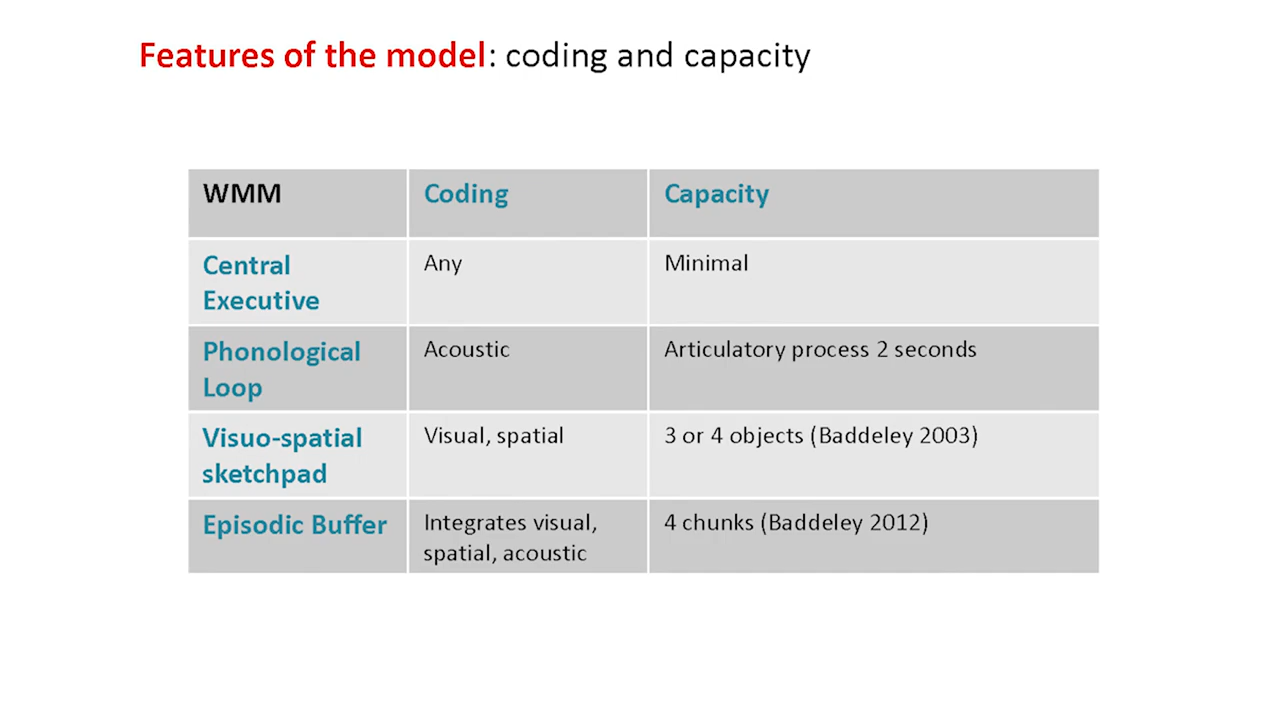 Features of the model: coding and capacity
WMM Coding Capacity
Central Executive Any Minimal
Phonological Loop Acoustic Articulatory process 2 seconds
Visuo-spatial sketchpad Visual, spatial 3 or 4 objects (Baddeley 2003)
Episodic Buffer Integrates visual, spatial, acoustic 4 chunks (Baddeley 2012)